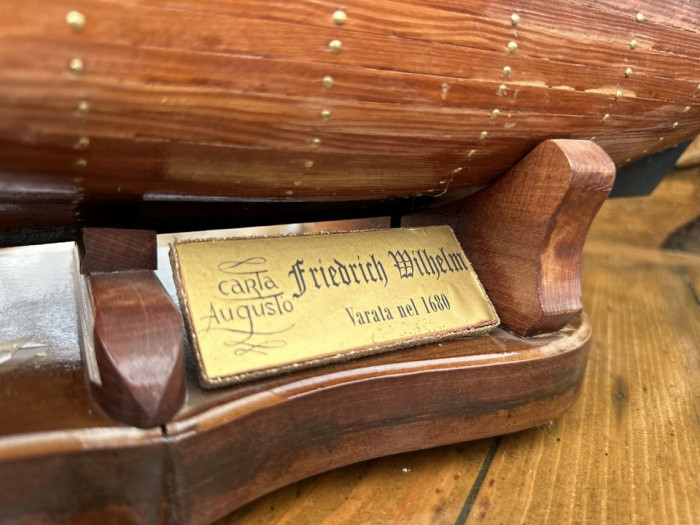 carta
Augusto
Friedrich Wilhelm
Varata nel 1680